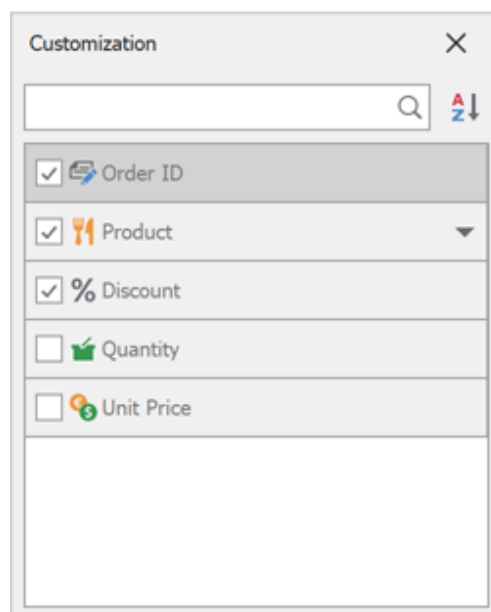 Customization
A
Z
Order ID
Product
% Discount
Quantity
Unit Price